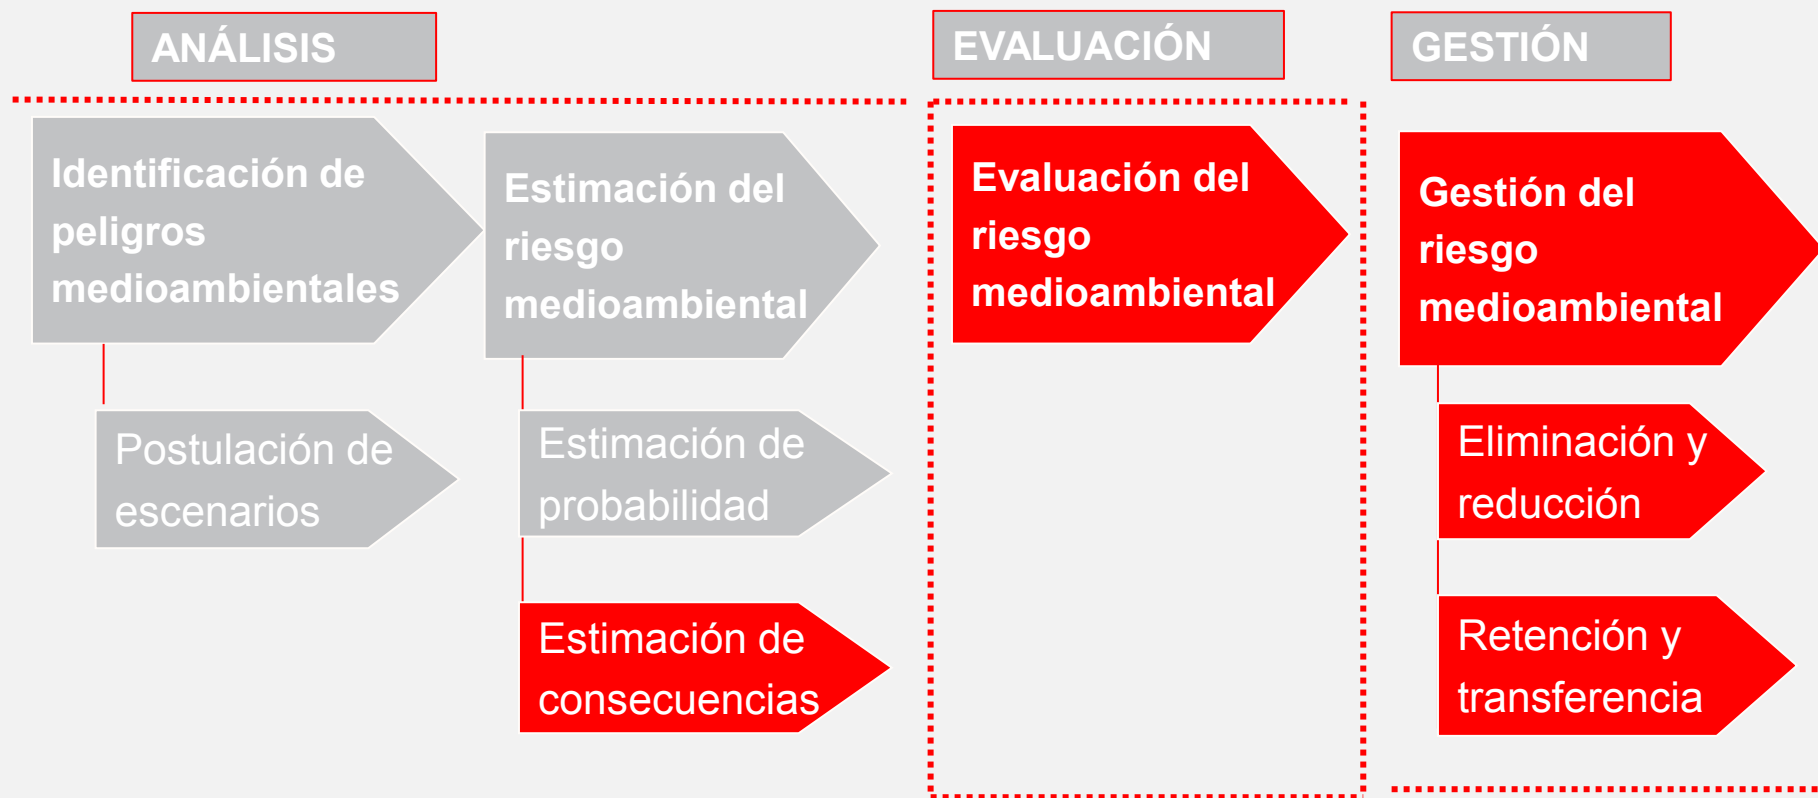 ANÁLISIS
EVALUACIÓN
GESTIÓN
Identificación de
peligros
medioambientales
Estimación del
riesgo
medioambiental
Evaluación del
riesgo
medioambiental
Gestión del
riesgo
medioambiental
Postulación de
escenarios
Estimación de
probabilidad
Eliminación y
reducción
Estimación de
consecuencias
Retención y
transferencia